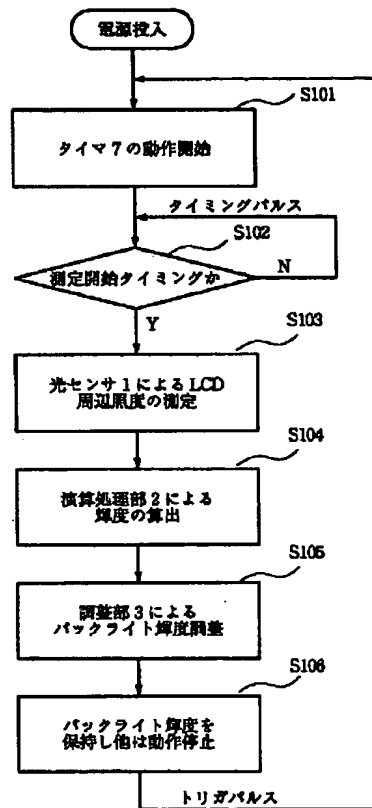 電源投入
S101
タイマ7の動作開始
タイミングパルス
S102
測定開始タイミングか
N
Y
S103
光センサ1によるLCD
周辺照度の測定
S104
演算処理部2による
輝度の算出
S105
調整部3による
バックライト輝度調整
S106
バックライト輝度を
保持し他は動作停止
トリガパルス